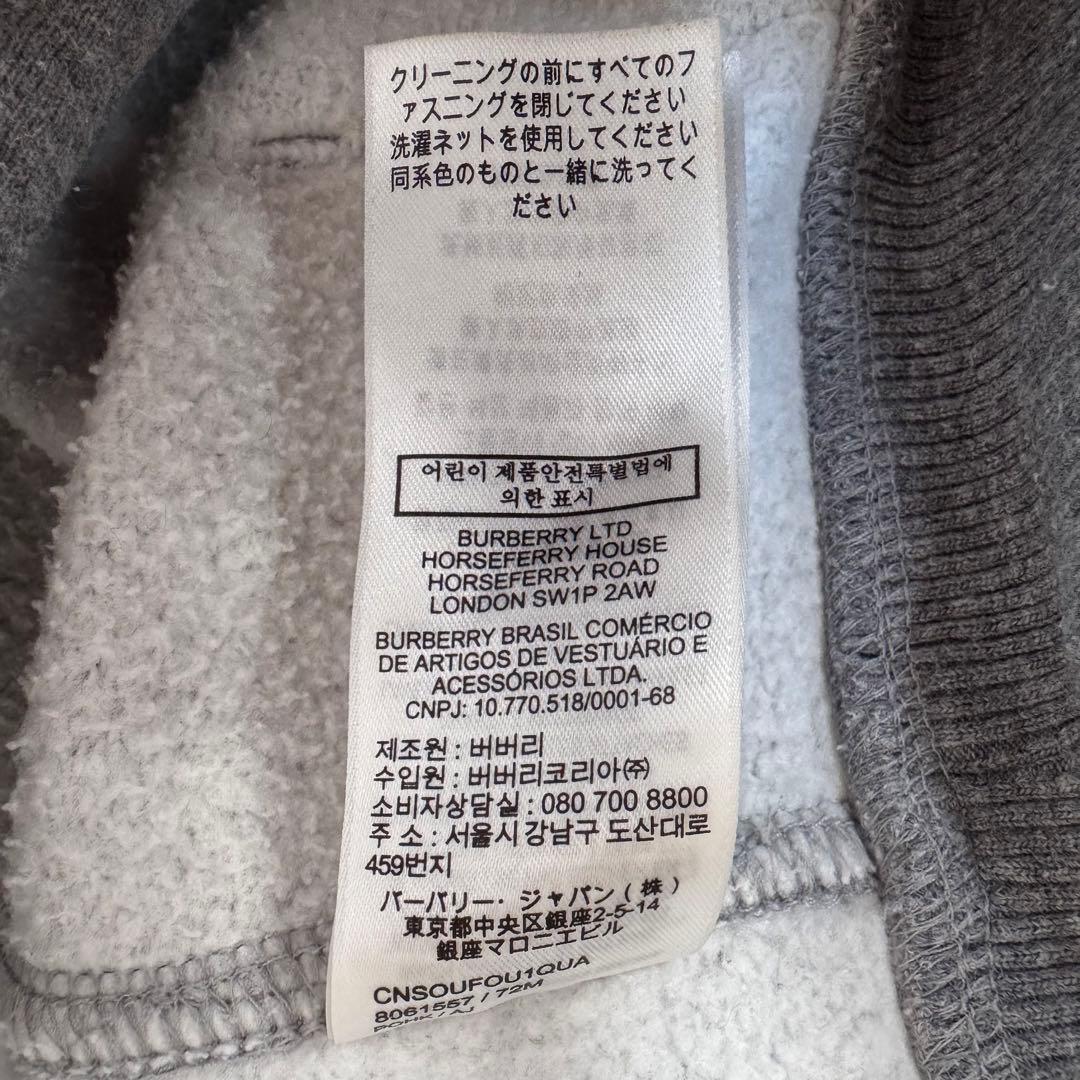 クリーニングの前にすべてのフ
ァスニングを閉じてください
洗濯ネットを使用してください
同系色のものと一緒に洗ってく
ださい
어린이 제품안전특별법에
의한 표시
BURBERRY LTD
HORSEFERRY HOUSE
HORSEFERRY ROAD
LONDON SW1P 2AW
BURBERRY BRASIL COMÉRCIO
DE ARTIGOS DE VESTUÁRIO E
ACESSÓRIOS LTDA.
CNPJ: 10.770.518/0001-68
제조원 : 버버리
수입원 : 버버리코리아㈜
소비자상담실 : 080 700 8800
주 소 : 서울시 강남구 도산대로
459번지
バーバリー・ジャパン(株)
東京都中央区銀座2-5-14
銀座マロニエビル
CNSOUFOU1QUA
8061557 / 72M